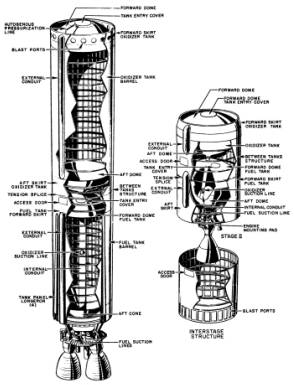 FORWARD DOME
TANK ENTRY COVER
AUTOGENOUS
PRESSURIZATION
LINE
FORWARD SKIRT
OXIDIZER TANK
BLAST PORTS
EXTERNAL
CONDUIT
OXIDIZER TANK
BARREL
AFT DOME
AFT SKIRT
OXIDIZER TANK
BETWEEN
TANKS
STRUCTURE
TENSION SPLICE
ACCESS DOOR
TANK ENTRY
COVER
FUEL TANK
FORWARD SKIRT
FORWARD DOME
FUEL TANK
EXTERNAL
CONDUIT
FUEL TANK
BARREL
OXIDIZER
SUCTION LINE
INTERNAL
CONDUIT
TANK PANEL
LONGERON
(4)
AFT CONE
FUEL SUCTION
LINES
FORWARD DOME
FORWARD DOME
TANK ENTRY COVER
FORWARD SKIRT
OXIDIZER TANK
EXTERNAL
CONDUIT
OXIDIZER TANK
AFT DOME
BETWEEN TANKS
STRUCTURE
ACCESS DOOR
FORWARD DOME
FUEL TANK
TANK ENTRY
COVER
FORWARD SKIRT
FUEL TANK
TENSION
SPLICE
OXIDIZER
SUCTION LINE
EXTERNAL
CONDUIT
AFT DOME
AFT
SKIRT
INTERNAL CONDUIT
FUEL SUCTION LINE
ENGINE
MOUNTING PAD
STAGE II
ACCESS
DOOR
BLAST PORTS
INTERSTAGE
STRUCTURE